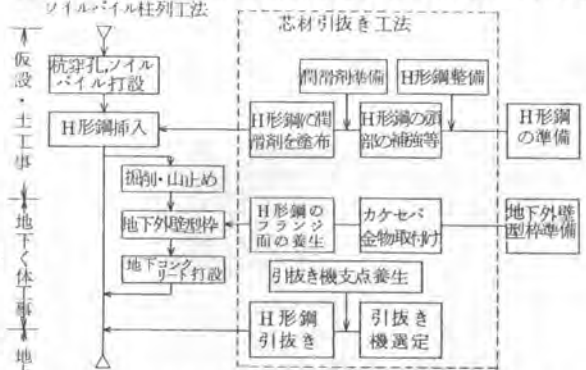 ソイルパイル柱列工法
芯材引抜き工法
仮設・土工事
杭穿孔,ソイル
パイル打設
潤滑剤準備
H形鋼整備
H形鋼挿入
H形鋼に潤
滑剤を塗布
H形鋼の頭
部の補強等
H形鋼
の準備
掘削・山止め
地下く体工事
地下外壁型枠
H形鋼の
フランジ
面の養生
カケセパ
金物取付け
地下外壁
型枠準備
地下コンク
リート打設
引抜き機支点養生
H形鋼
引抜き
引抜き
機選定
地